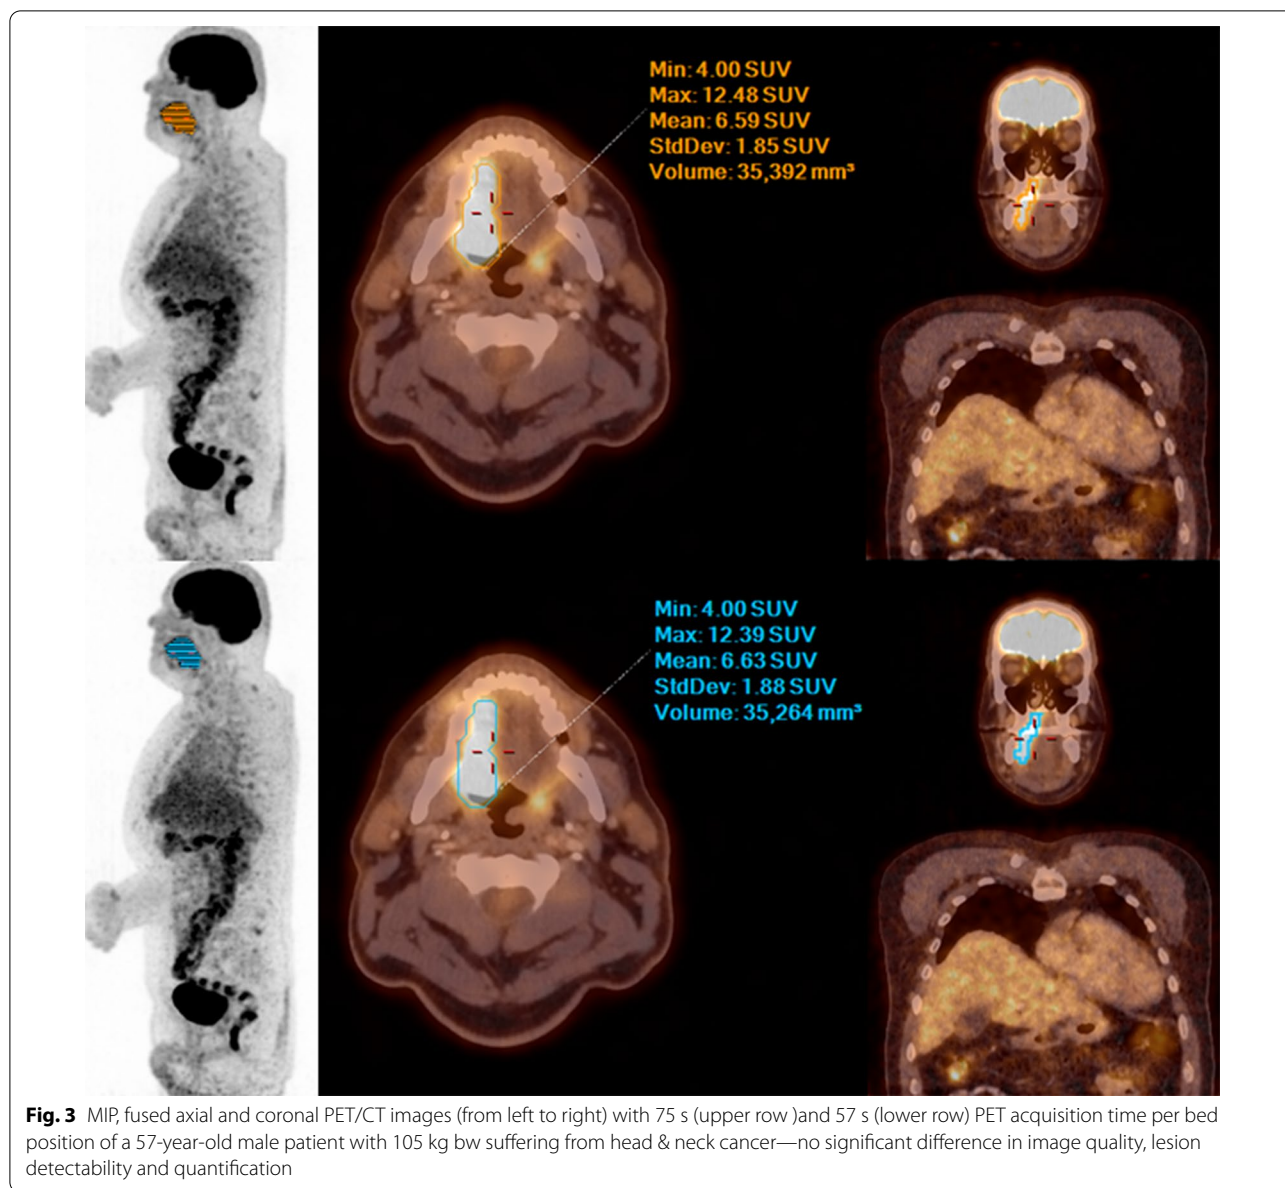 Min: 4.00 SUV
Max: 12.48 SUV
Mean: 6.59 SUV
StdDev: 1.85 SUV
Volume: 35,392 mm³
Min: 4.00 SUV
Max: 12.39 SUV
Mean: 6.63 SUV
StdDev: 1.88 SUV
Volume: 35,264 mm³
Fig. 3 MIP, fused axial and coronal PET/CT images (from left to right) with 75 s (upper row )and 57 s (lower row) PET acquisition time per bed
position of a 57-year-old male patient with 105 kg bw suffering from head & neck cancer—no significant difference in image quality, lesion
detectability and quantification